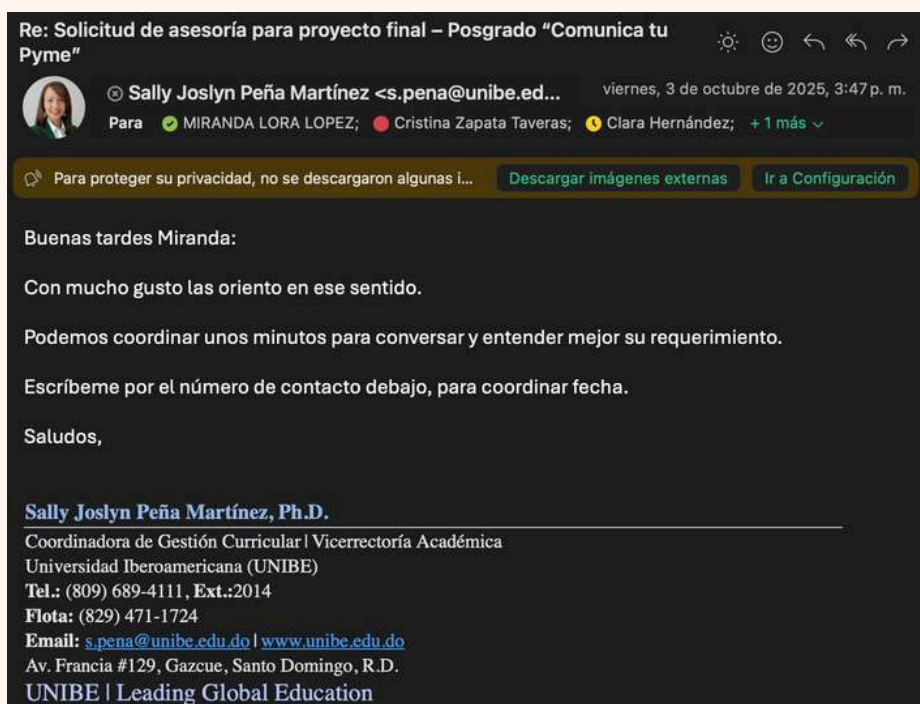 Re: Solicitud de asesoría para proyecto final – Posgrado “Comunica tu
Pyme”
Sally Joslyn Peña Martínez <s.pena@unibe.ed...
viernes, 3 de octubre de 2025, 3:47 p. m.
Para MIRANDA LORA LOPEZ; Cristina Zapata Taveras; Clara Hernández; +1 más
Para proteger su privacidad, no se descargaron algunas i... Descargar imágenes externas Ir a Configuración
Buenas tardes Miranda:
Con mucho gusto las oriento en ese sentido.
Podemos coordinar unos minutos para conversar y entender mejor su requerimiento.
Escríbeme por el número de contacto debajo, para coordinar fecha.
Saludos,
Sally Joslyn Peña Martínez, Ph.D.
Coordinadora de Gestión Curricular | Vicerrectoría Académica
Universidad Iberoamericana (UNIBE)
Tel.: (809) 689-4111, Ext.:2014
Flota: (829) 471-1724
Email: s.pena@unibe.edu.do | www.unibe.edu.do
Av. Francia #129, Gazcue, Santo Domingo, R.D.
UNIBE | Leading Global Education